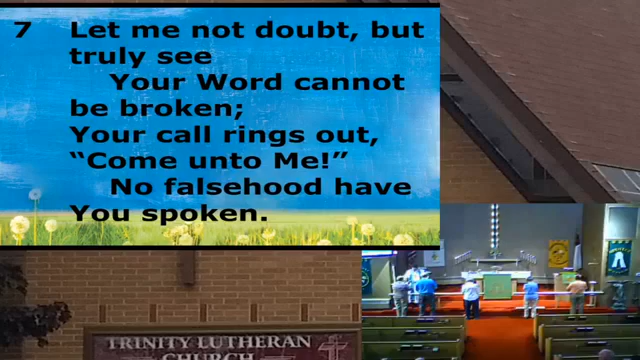 7 Let me not doubt, but
truly see
Your Word cannot
be broken;
Your call rings out,
“Come unto Me!”
No falsehood have
You spoken.
TRINITY LUTHERAN
CHURCH